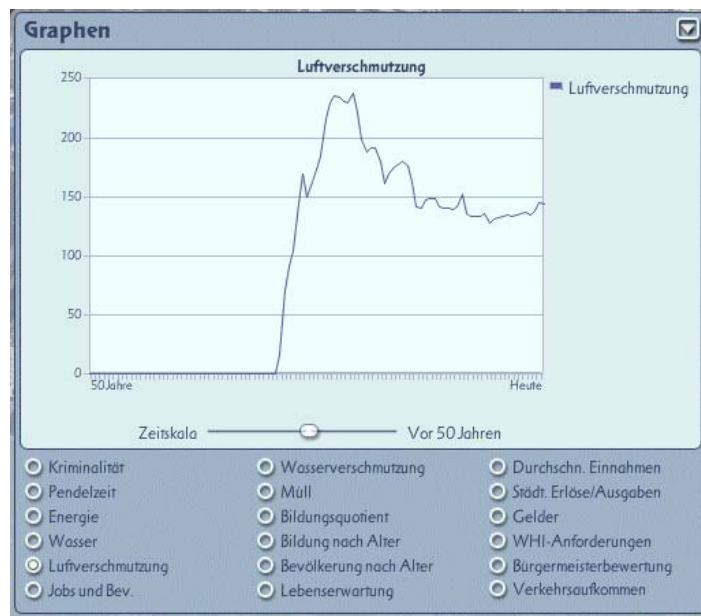 Graphen
Luftverschmutzung
250
Luftverschmutzung
200
150
100
50
0
50 Jahre
Heute
Zeitskala
Vor 50 Jahren
Kriminalität
Wasserverschmutzung
Durchschn. Einnahmen
Pendelzeit
Müll
Städt. Erlöse/Ausgaben
Energie
Bildungsquotient
Gelder
Wasser
Bildung nach Alter
WHI-Anforderungen
Luftverschmutzung
Bevölkerung nach Alter
Bürgermeisterbewertung
Jobs und Bev.
Lebenserwartung
Verkehrsaufkommen